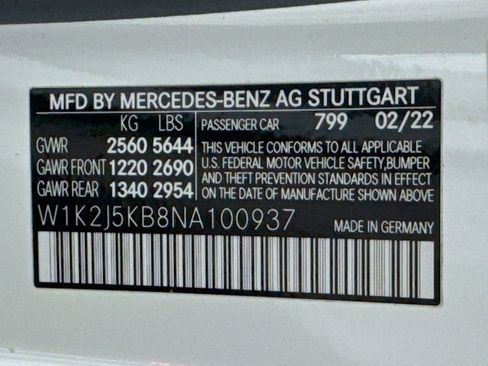 MFD BY MERCEDES-BENZ AG STUTTGART
KG LBS
PASSENGER CAR 799 02/22
GVWR 2560 5644
GAWR FRONT 1220 2690
GAWR REAR 1340 2954
THIS VEHICLE CONFORMS TO ALL APPLICABLE
U.S. FEDERAL MOTOR VEHICLE SAFETY,BUMPER
AND THEFT PREVENTION STANDARDS IN EFFECT
ON THE DATE OF MANUFACTURE SHOWN ABOVE
W1K2J5KB8NA100937
MADE IN GERMANY